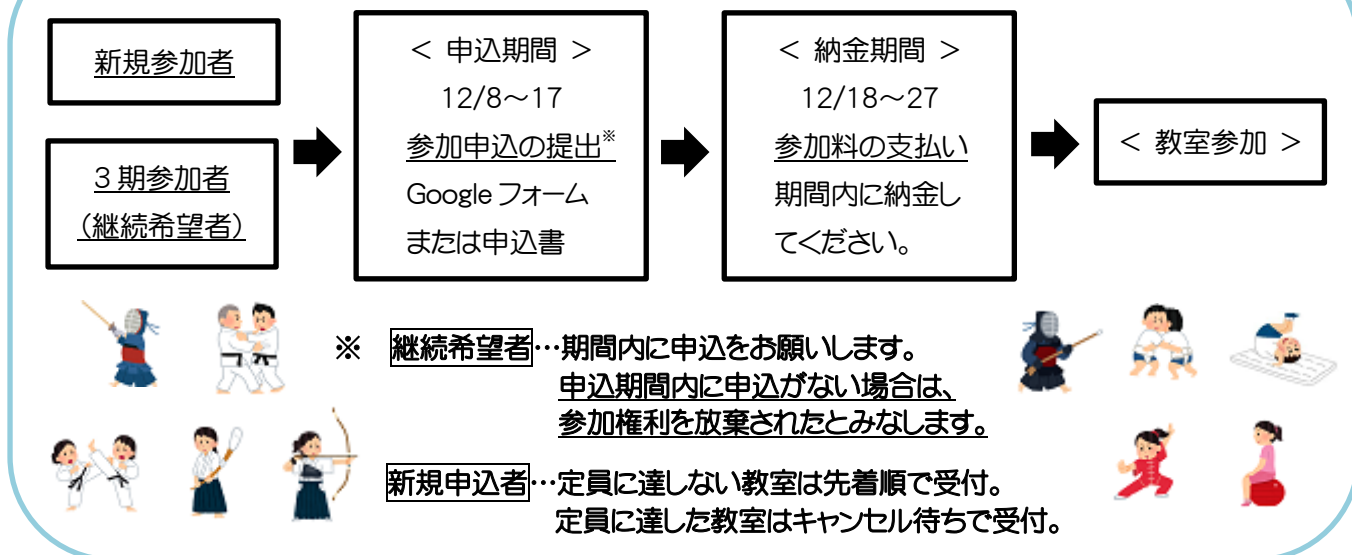 新規参加者
3期参加者
（継続希望者）
＜ 申込期間 ＞
12/8～17
参加申込の提出※
Googleフォーム
または申込書
＜ 納金期間 ＞
12/18～27
参加料の支払い
期間内に納金し
てください。
＜ 教室参加 ＞
※ 継続希望者…期間内に申込をお願いします。
申込期間内に申込がない場合は、
参加権利を放棄されたとみなします。
新規申込者…定員に達しない教室は先着順で受付。
定員に達した教室はキャンセル待ちで受付。